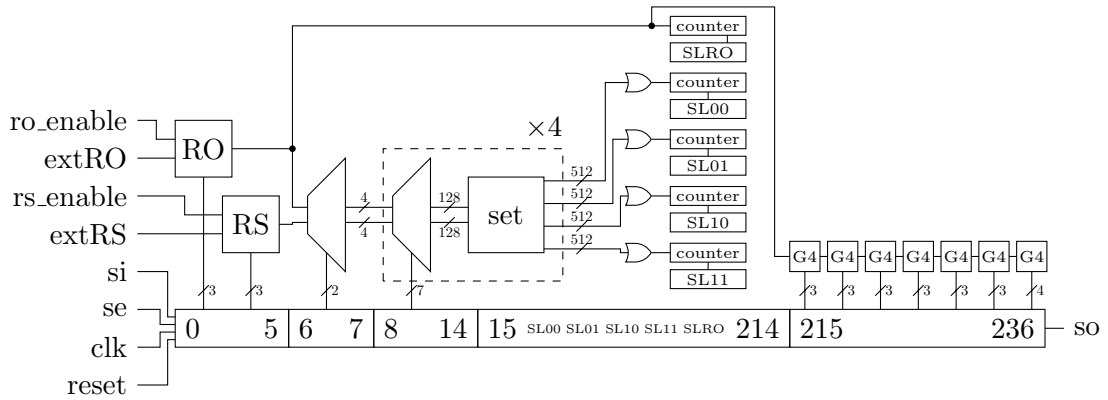 counter
SLRO
counter
SL00
ro_enable
×4
RO
counter
extRO
SL01
512
rs_enable
4
128
512
counter
RS
set
512
SL10
extRS
4
128
512
counter
G4 G4 G4 G4 G4 G4 G4
si
SL11
3 3 2 7 3 3 3 3 3 3 4
se
0 5 6 7 8 14 15 SL00 SL01 SL10 SL11 SLRO 214 215 236 so
clk
reset